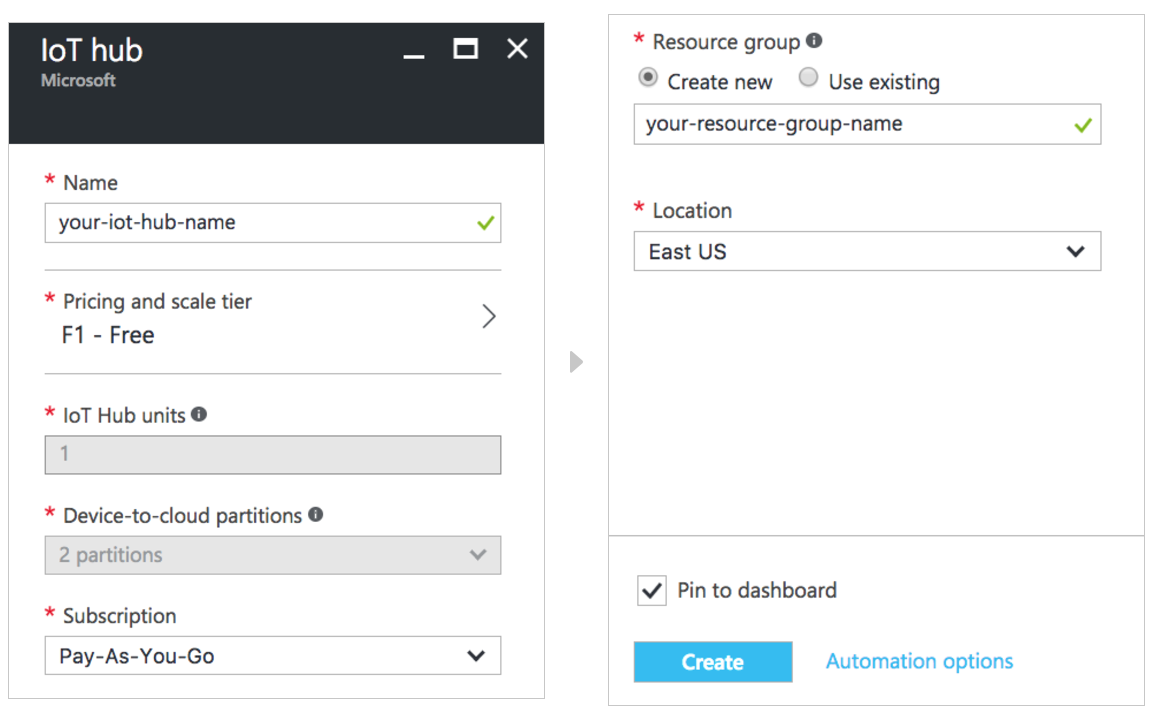 IoT hub
Microsoft
* Name
your-iot-hub-name
* Pricing and scale tier
F1 - Free
* IoT Hub units
1
* Device-to-cloud partitions
2 partitions
* Subscription
Pay-As-You-Go
* Resource group
Create new Use existing
your-resource-group-name
* Location
East US
Pin to dashboard
Create Automation options